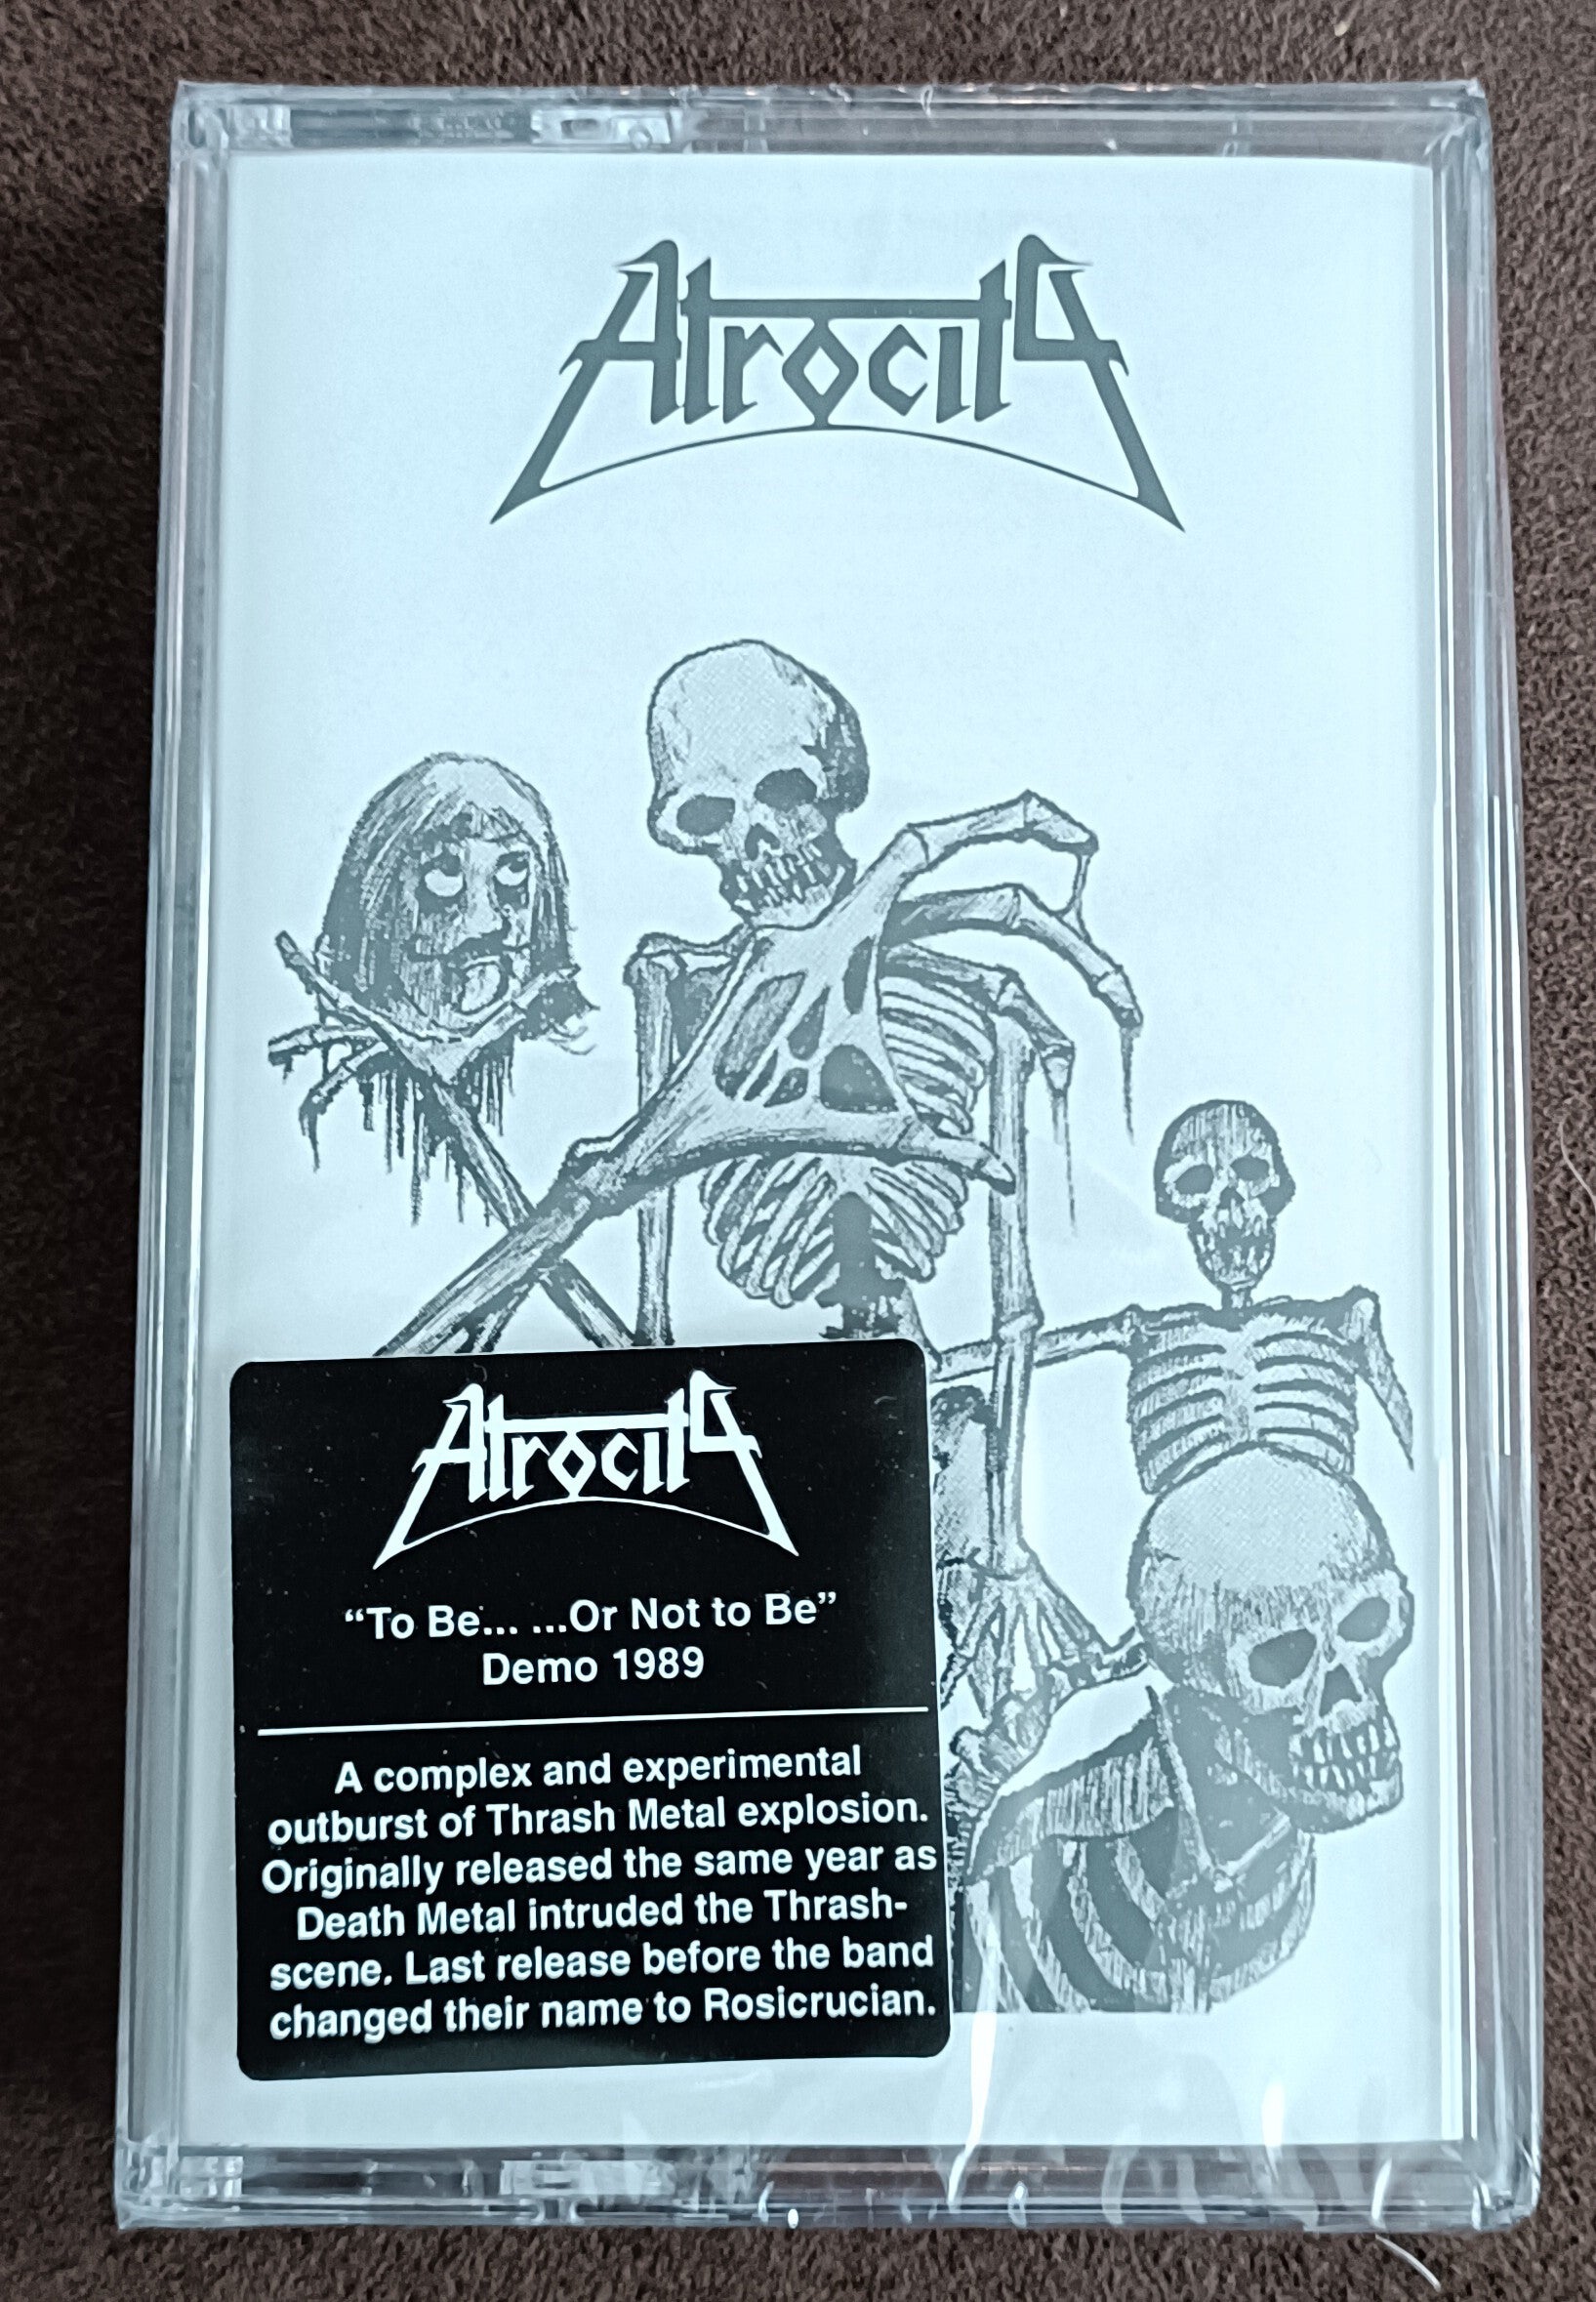 Atrocity
Atrocity
“To Be... ...Or Not to Be”
Demo 1989
A complex and experimental
outburst of Thrash Metal explosion.
Originally released the same year as
Death Metal intruded the Thrash-
scene. Last release before the band
changed their name to Rosicrucian.